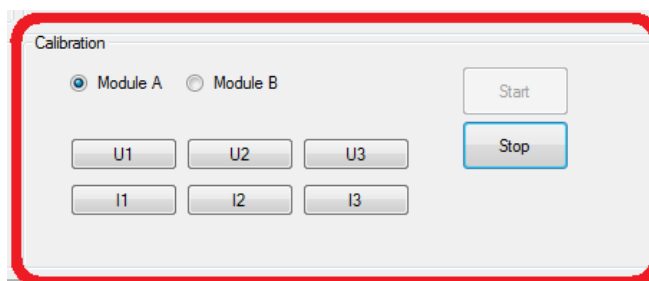 Calibration
Module A Module B
Start
U1 U2 U3
Stop
I1 I2 I3